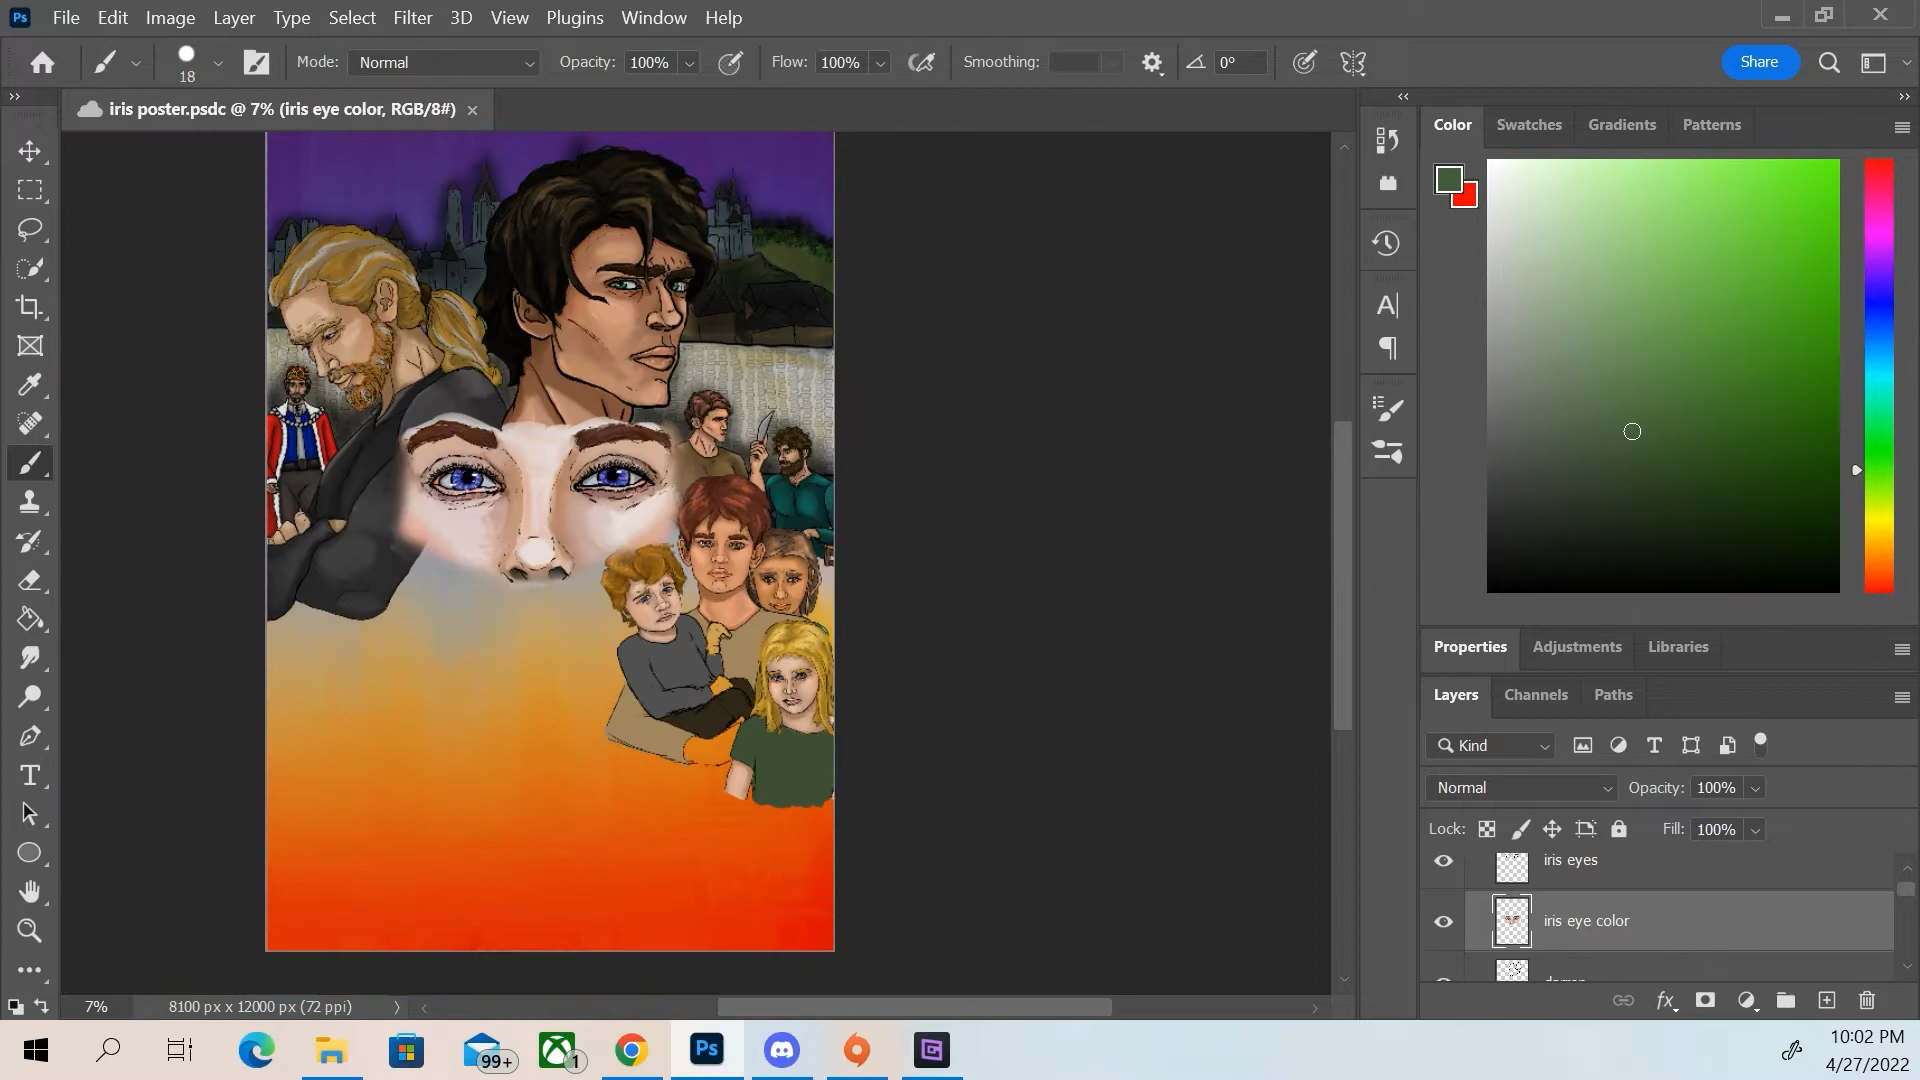 Ps File Edit Image Layer Type Select Filter 3D View Plugins Window Help
18 Mode: Normal Opacity: 100% Flow: 100% Smoothing: 0° Share
iris poster.psdc @ 7% (iris eye color, RGB/8#)
Color Swatches Gradients Patterns
Properties Adjustments Libraries
Layers Channels Paths
Kind
Normal Opacity: 100%
Lock: Fill: 100%
iris eyes
iris eye color
7% 8100 px x 12000 px (72 ppi)
99+ 1 Ps
10:02 PM
4/27/2022